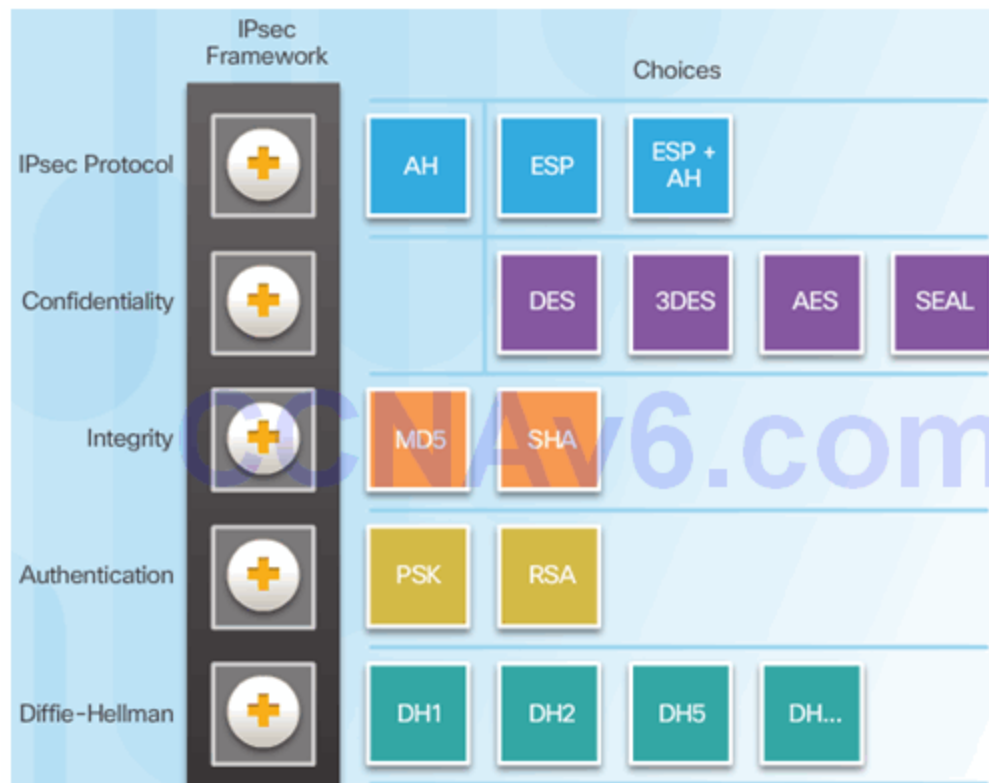 IPsec
Framework
Choices
IPsec Protocol
AH
ESP
ESP +
AH
Confidentiality
DES
3DES
AES
SEAL
Integrity
MD5
SHA
CCNAv6.com
Authentication
PSK
RSA
Diffie-Hellman
DH1
DH2
DH5
DH...